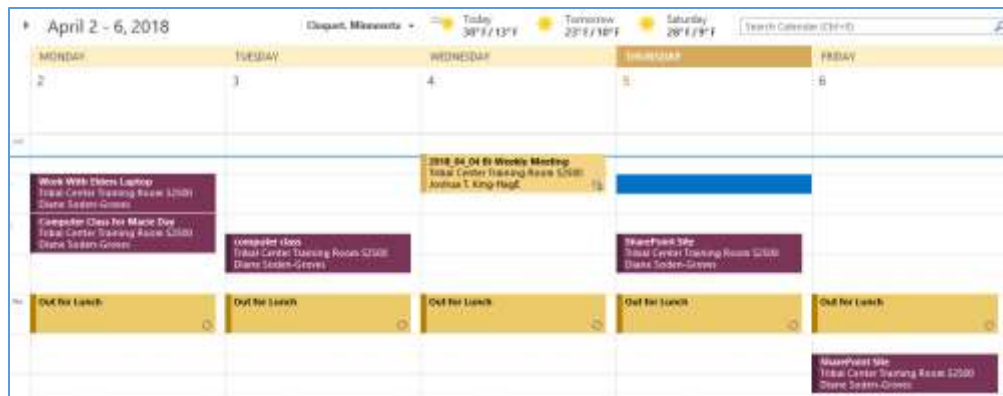 April 2 - 6, 2018
Cloquet, Minnesota
Today
30°F / 13°F
Tomorrow
23°F / 10°F
Saturday
28°F / 9°F
Search Calendar (Ctrl+E)
MONDAY
TUESDAY
WEDNESDAY
THURSDAY
FRIDAY
2
3
4
5
6
2018_04_04 Bi-Weekly Meeting
Tribal Center Training Room S2500
Joshua T. King-Hage
Work With Elders Laptop
Tribal Center Training Room S2500
Diane Soden-Groves
Computer Class for Macie Day
Tribal Center Training Room S2500
Diane Soden-Groves
computer class
Tribal Center Training Room S2500
Diane Soden-Groves
SharePoint Site
Tribal Center Training Room S2500
Diane Soden-Groves
Out for Lunch
Out for Lunch
Out for Lunch
Out for Lunch
Out for Lunch
SharePoint Site
Tribal Center Training Room S2500
Diane Soden-Groves